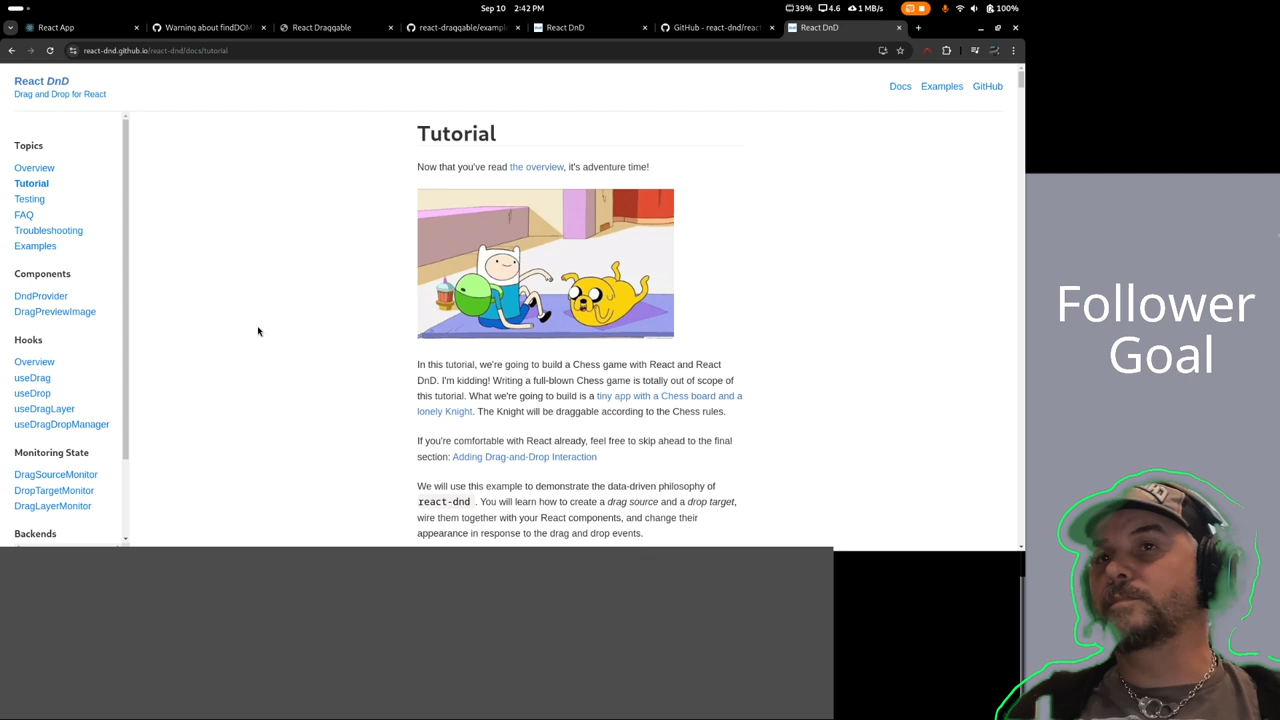 Sep 10 2:42 PM
39% 4.6 1 MB/s 100%
React App
Warning about findDOM
React Draggable
react-draggable/example
React DnD
GitHub - react-dnd/react
React DnD
react-dnd.github.io/react-dnd/docs/tutorial
React DnD
Drag and Drop for React
Docs Examples GitHub
Topics
Overview
Tutorial
Testing
FAQ
Troubleshooting
Examples
Components
DndProvider
DragPreviewImage
Hooks
Overview
useDrag
useDrop
useDragLayer
useDragDropManager
Monitoring State
DragSourceMonitor
DropTargetMonitor
DragLayerMonitor
Backends
Tutorial
Now that you've read the overview, it's adventure time!
In this tutorial, we're going to build a Chess game with React and React
DnD. I'm kidding! Writing a full-blown Chess game is totally out of scope of
this tutorial. What we're going to build is a tiny app with a Chess board and a
lonely Knight. The Knight will be draggable according to the Chess rules.
If you're comfortable with React already, feel free to skip ahead to the final
section: Adding Drag-and-Drop Interaction
We will use this example to demonstrate the data-driven philosophy of
react-dnd . You will learn how to create a drag source and a drop target,
wire them together with your React components, and change their
appearance in response to the drag and drop events.
Follower
Goal